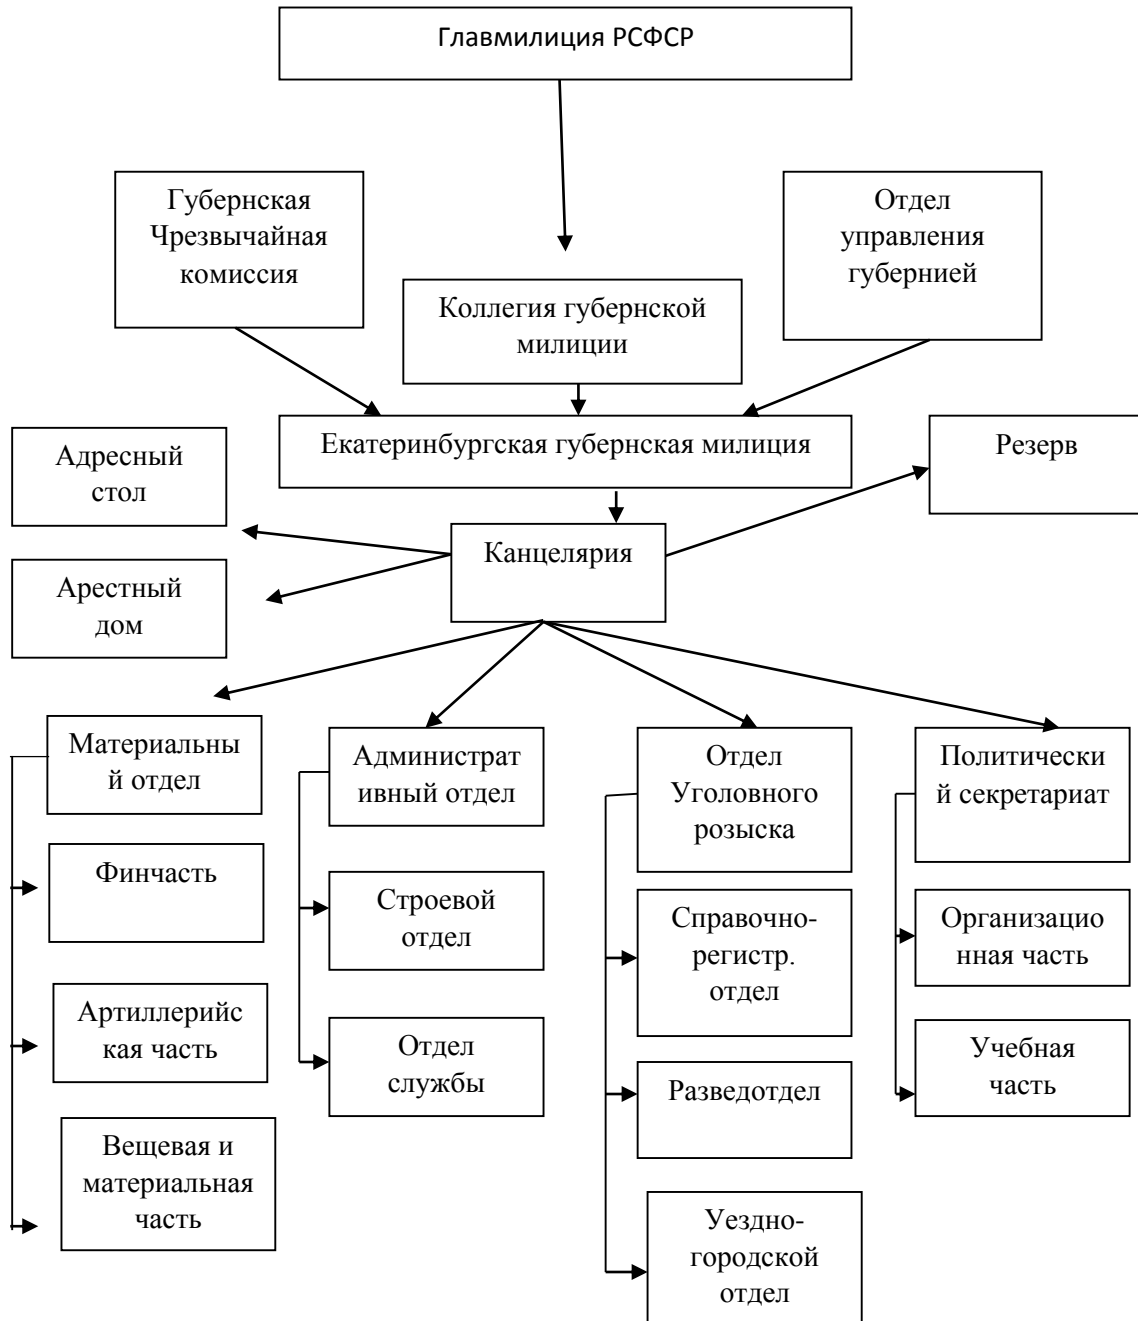 Главмилиция РСФСР
Губернская
Чрезвычайная
комиссия
Отдел
управления
губернией
Коллегия губернской
милиции
Екатеринбургская губернская милиция
Адресный
стол
Резерв
Канцелярия
Арестный
дом
Материальны
й отдел
Администрат
ивный отдел
Отдел
Уголовного
розыска
Политически
й секретариат
Финчасть
Строевой
отдел
Справочно-
регистр.
отдел
Организацио
нная часть
Артиллерийс
кая часть
Отдел
службы
Разведотдел
Учебная
часть
Вещевая и
материальная
часть
Уездно-
городской
отдел